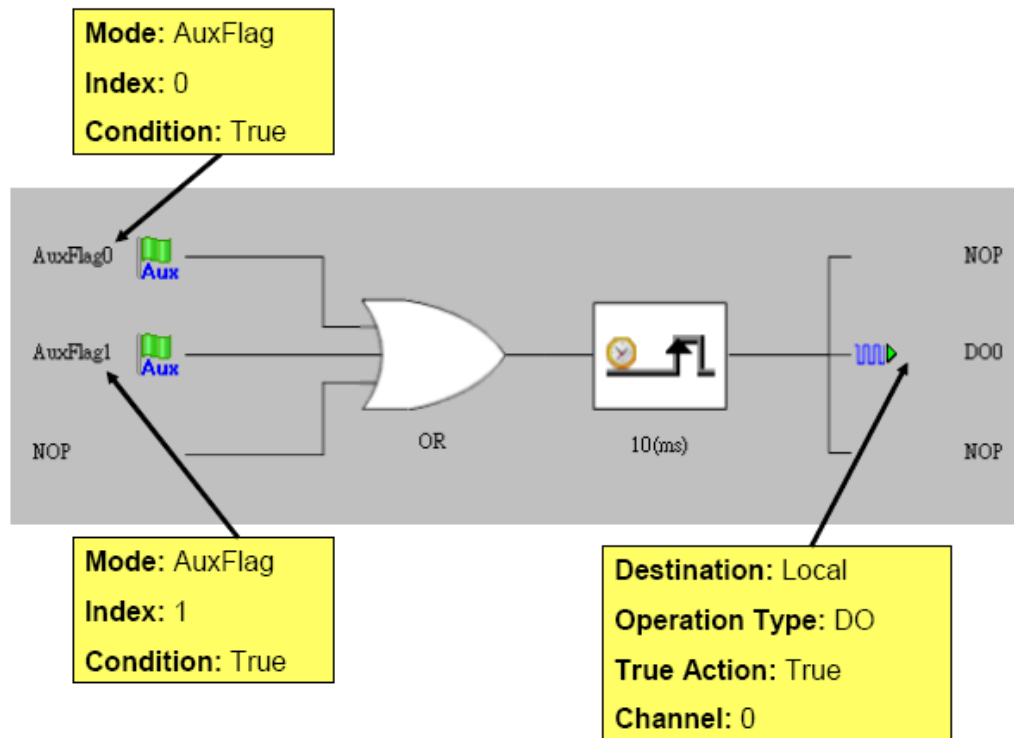 Mode: AuxFlag
Index: 0
Condition: True
AuxFlag0
Aux
NOP
AuxFlag1
Aux
DO0
NOP
OR
10(ms)
NOP
Mode: AuxFlag
Index: 1
Condition: True
Destination: Local
Operation Type: DO
True Action: True
Channel: 0